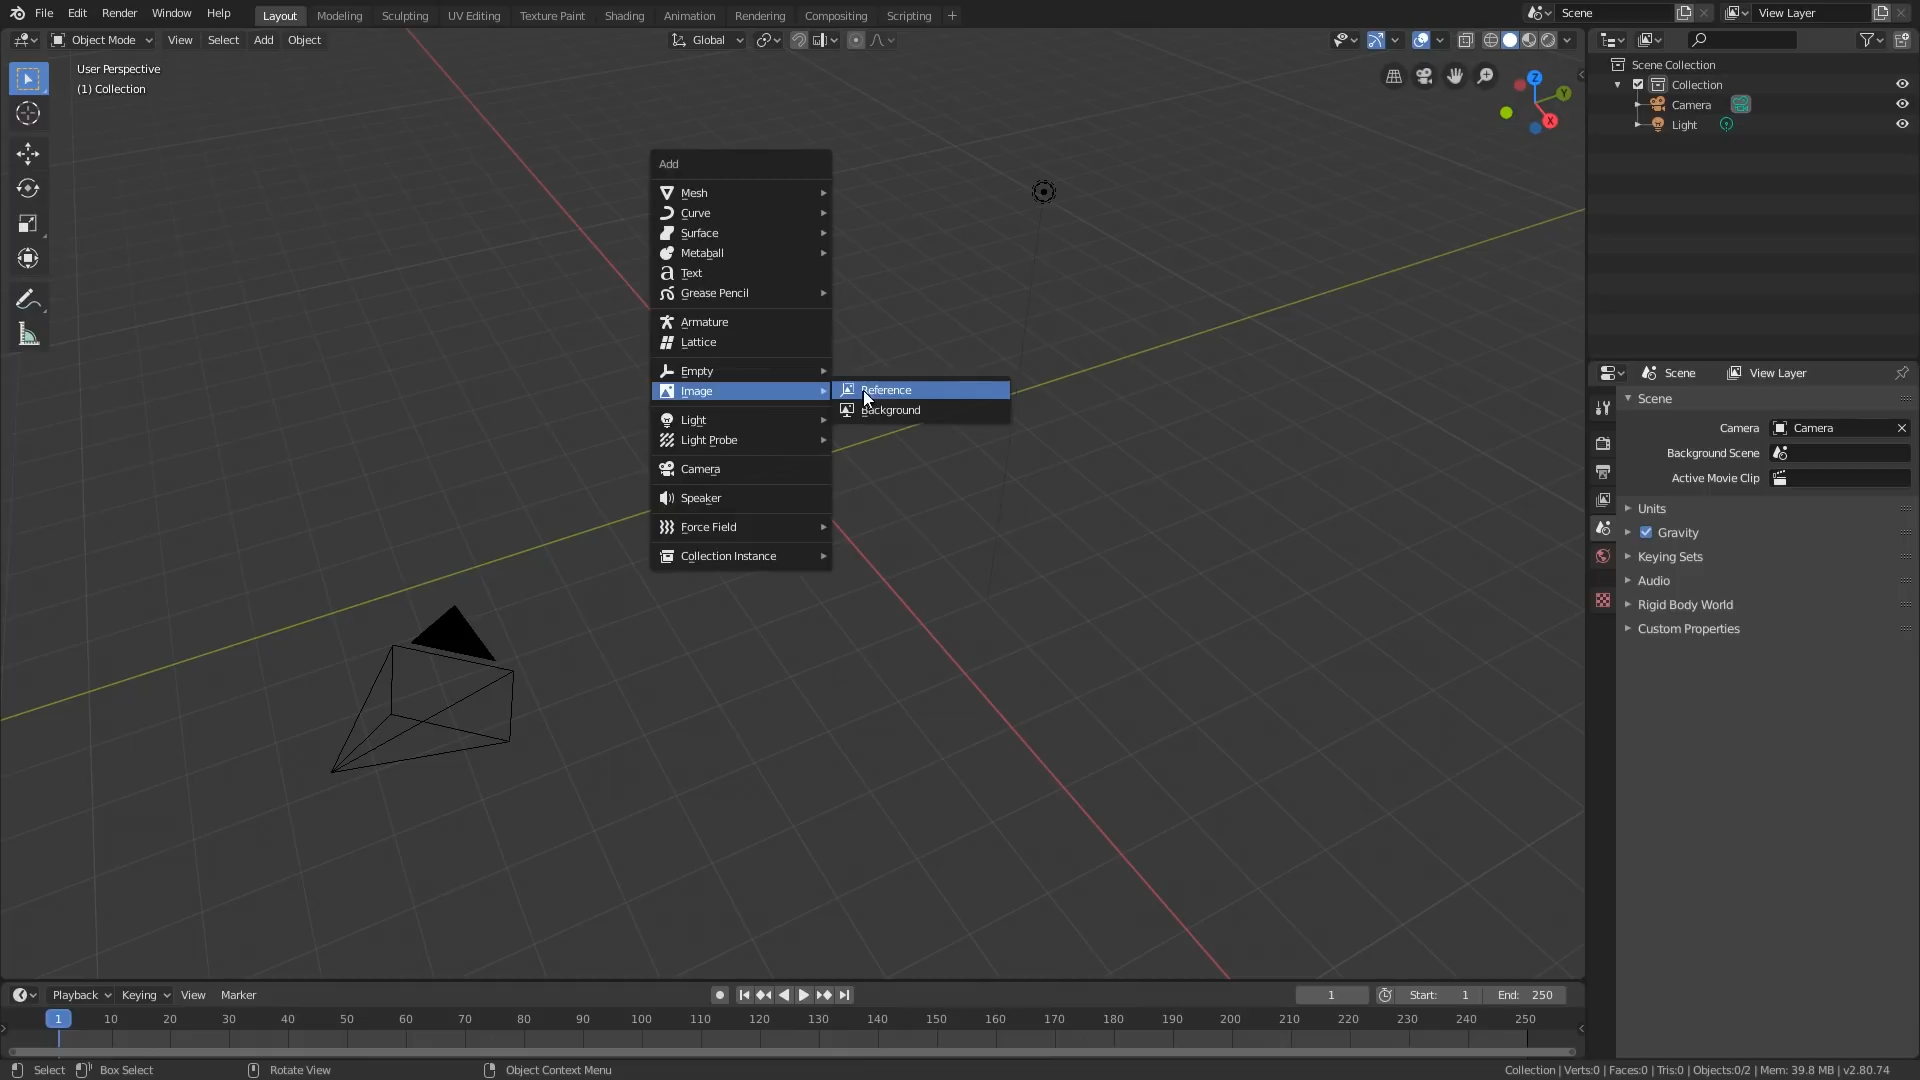 File Edit Render Window Help Layout Modeling Sculpting UV Editing Texture Paint Shading Animation Rendering Compositing Scripting + Scene View Layer
Object Mode View Select Add Object Global
User Perspective
(1) Collection
Z
Y
X
Scene Collection
Collection
Camera
Light
Add
Mesh
Curve
Surface
Metaball
Text
Grease Pencil
Armature
Lattice
Empty
Image
Reference
Background
Light
Light Probe
Camera
Speaker
Force Field
Collection Instance
Scene View Layer
Scene
Camera Camera
Background Scene
Active Movie Clip
Units
Gravity
Keying Sets
Audio
Rigid Body World
Custom Properties
Playback Keying View Marker 1 Start: 1 End: 250
1 10 20 30 40 50 60 70 80 90 100 110 120 130 140 150 160 170 180 190 200 210 220 230 240 250
Select Box Select Rotate View Object Context Menu Collection | Verts:0 | Faces:0 | Tris:0 | Objects:0/2 | Mem: 39.8 MB | v2.80.74